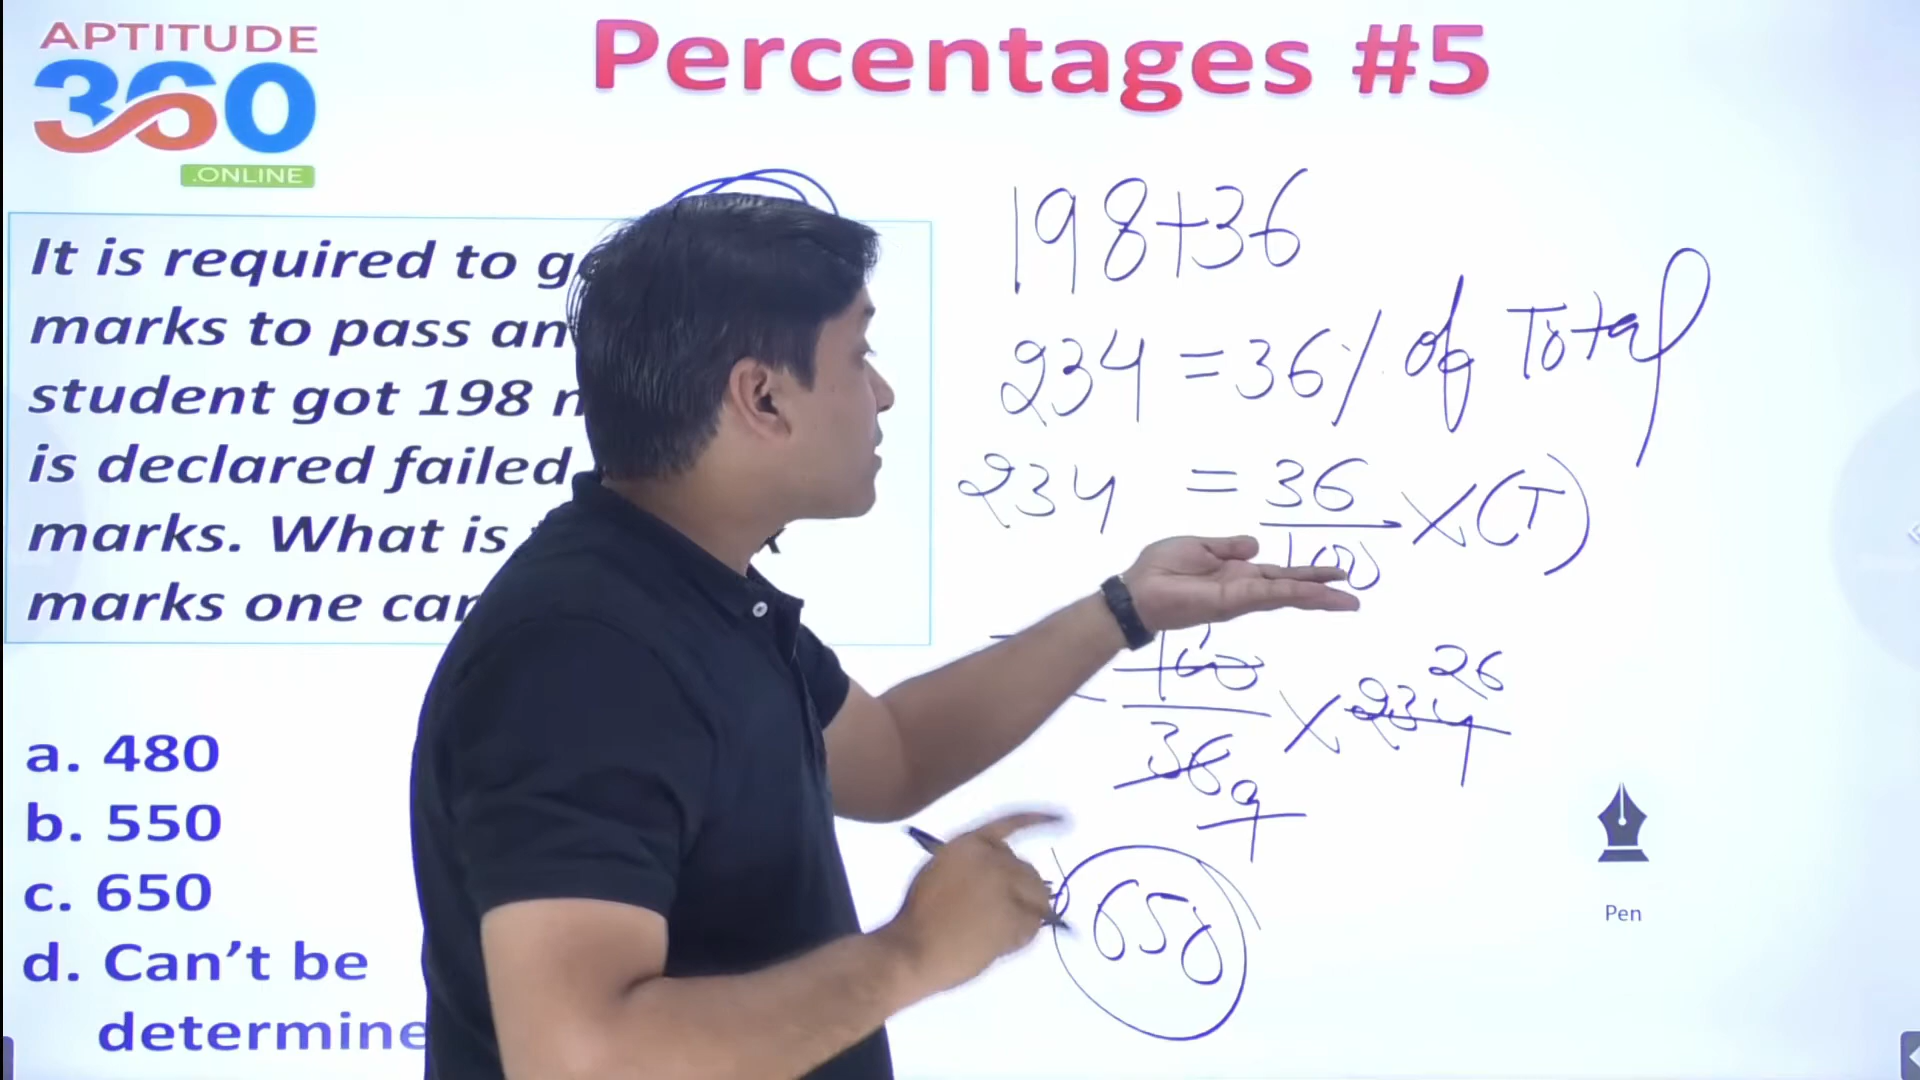 APTITUDE
360
.ONLINE
Percentages #5
It is required to
marks to pass
student got 198
is declared failed
marks. What is
marks one
a. 480
b. 550
c. 650
d. Can't be
determine
198+36
234 = 36% of Total
234 = 36/100 × (T)
100/36 × 234
26
9
650
Pen